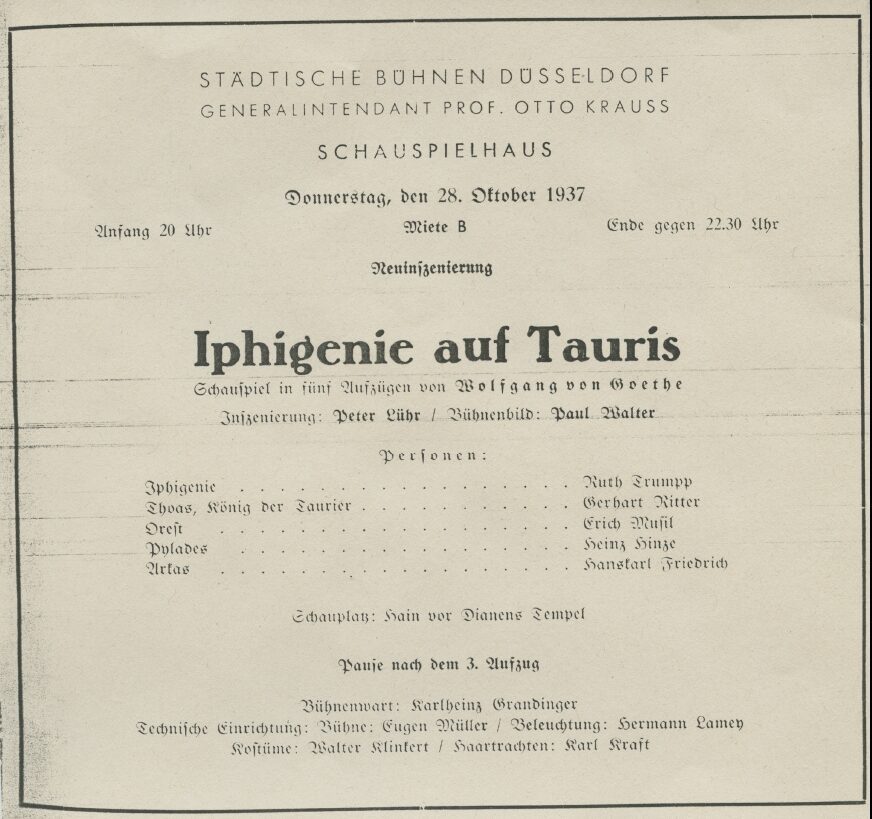 STÄDTISCHE BÜHNEN DÜSSELDORF
GENERALINTENDANT PROF. OTTO KRAUSS
SCHAUSPIELHAUS
Donnerstag, den 28. Oktober 1937
Anfang 20 Uhr Miete B Ende gegen 22.30 Uhr
Neuinszenierung
Iphigenie auf Tauris
Schauspiel in fünf Aufzügen von Wolfgang von Goethe
Inszenierung: Peter Lühr / Bühnenbild: Paul Walter
Personen:
Iphigenie . . . . . . . . . . . . . . . . . Ruth Trumpp
Thoas, König der Taurier . . . . . . . . . . . Gerhart Ritter
Orest . . . . . . . . . . . . . . . . . . Erich Musil
Pylades . . . . . . . . . . . . . . . . . Heinz Hinze
Arkas . . . . . . . . . . . . . . . . . . Hanskarl Friedrich
Schauplatz: Hain vor Dianens Tempel
Pause nach dem 3. Aufzug
Bühnenwart: Karlheinz Grandinger
Technische Einrichtung: Bühne: Eugen Müller / Beleuchtung: Hermann Lamey
Kostüme: Walter Klinkert / Haartrachten: Karl Kraft